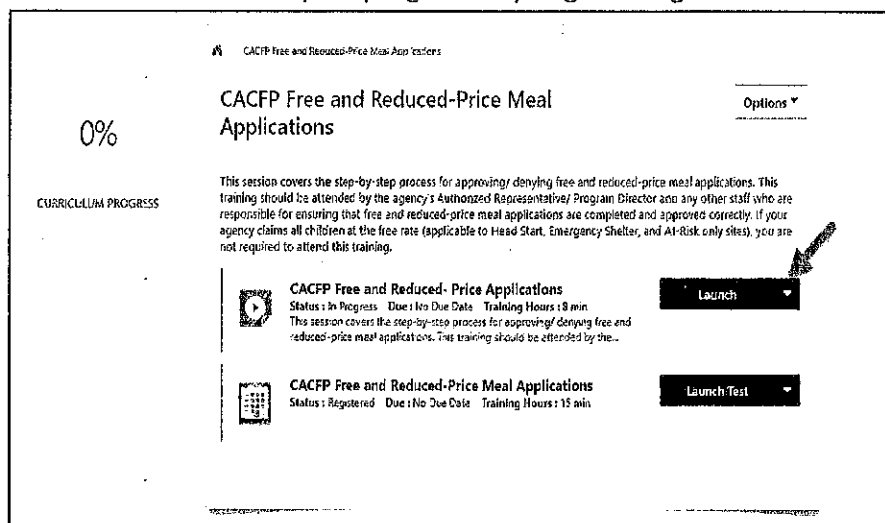 CACFP Free and Reduced-Price Meal Applications
CACFP Free and Reduced-Price Meal
Applications
Options
0%
CURRICULUM PROGRESS
This session covers the step-by-step process for approving/ denying free and reduced-price meal applications. This
training should be attended by the agency's Authorized Representative/ Program Director and any other staff who are
responsible for ensuring that free and reduced-price meal applications are completed and approved correctly. If your
agency claims all children at the free rate (applicable to Head Start, Emergency Shelter, and At-Risk only sites), you are
not required to attend this training.
CACFP Free and Reduced- Price Applications
Status : In Progress Due : No Due Date Training Hours : 8 min
This session covers the step-by-step process for approving/ denying free and
reduced-price meal applications. This training should be attended by the...
Launch
CACFP Free and Reduced-Price Meal Applications
Status : Registered Due : No Due Date Training Hours : 15 min
Launch Test